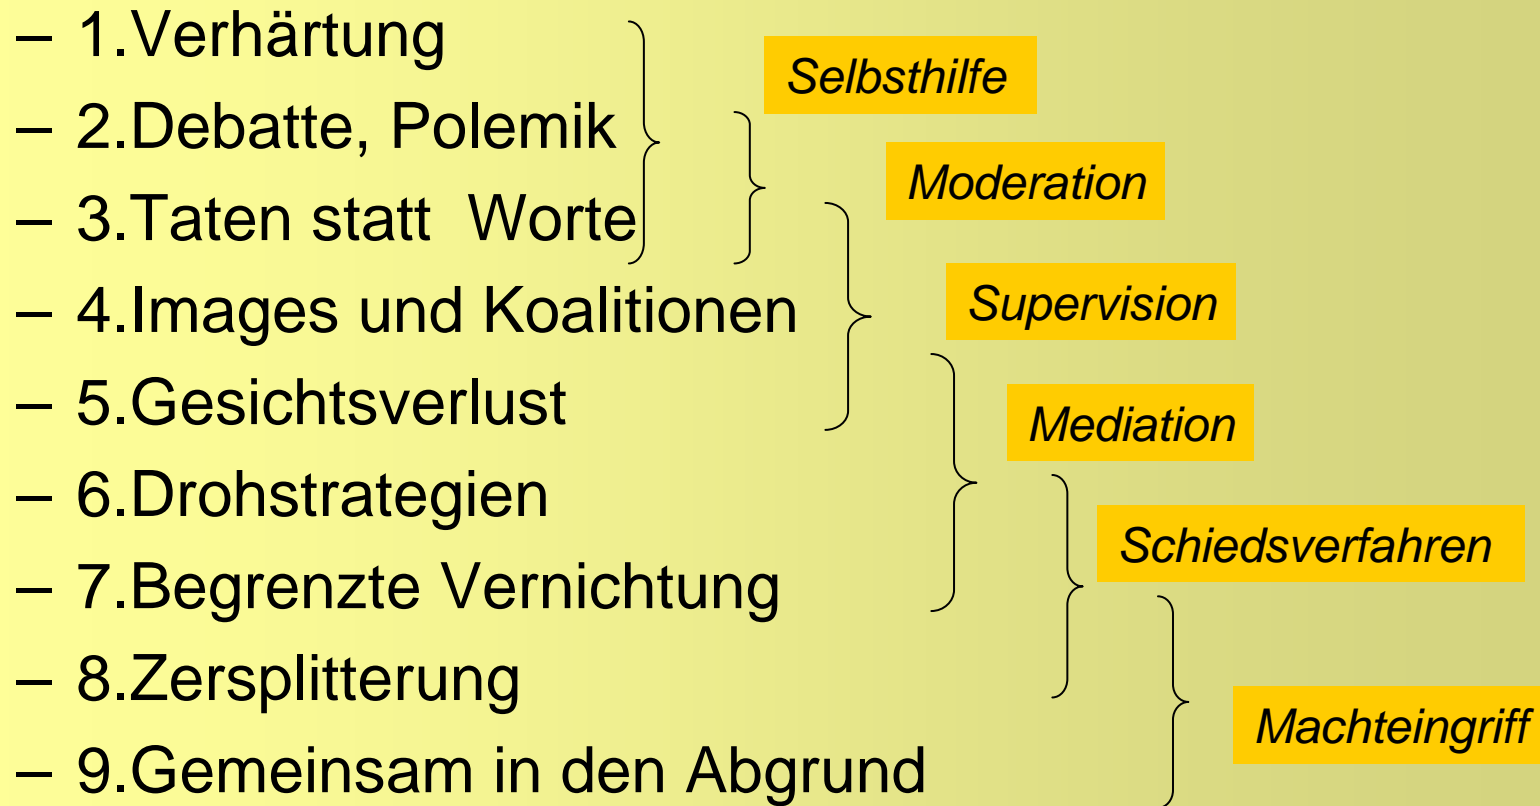 – 1.Verhärtung
Selbsthilfe
– 2.Debatte, Polemik
Moderation
– 3.Taten statt  Worte
– 4.Images und Koalitionen
Supervision
– 5.Gesichtsverlust
Mediation
– 6.Drohstrategien
Schiedsverfahren
– 7.Begrenzte Vernichtung
– 8.Zersplitterung
Machteingriff
– 9.Gemeinsam in den Abgrund